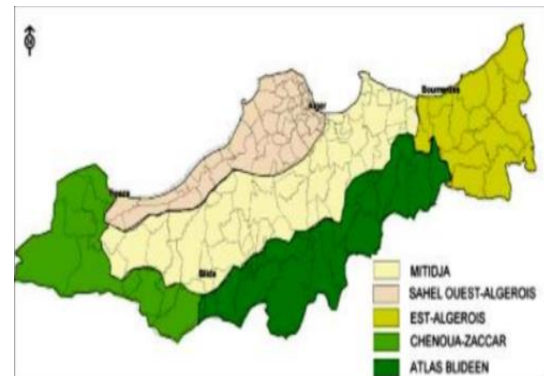 Boumerdes
Alger
Tipaza
Blida
MITIDJA
SAHEL OUEST-ALGEROIS
EST-ALGEROIS
CHENOUA-ZACCAR
ATLAS BLIDEEN